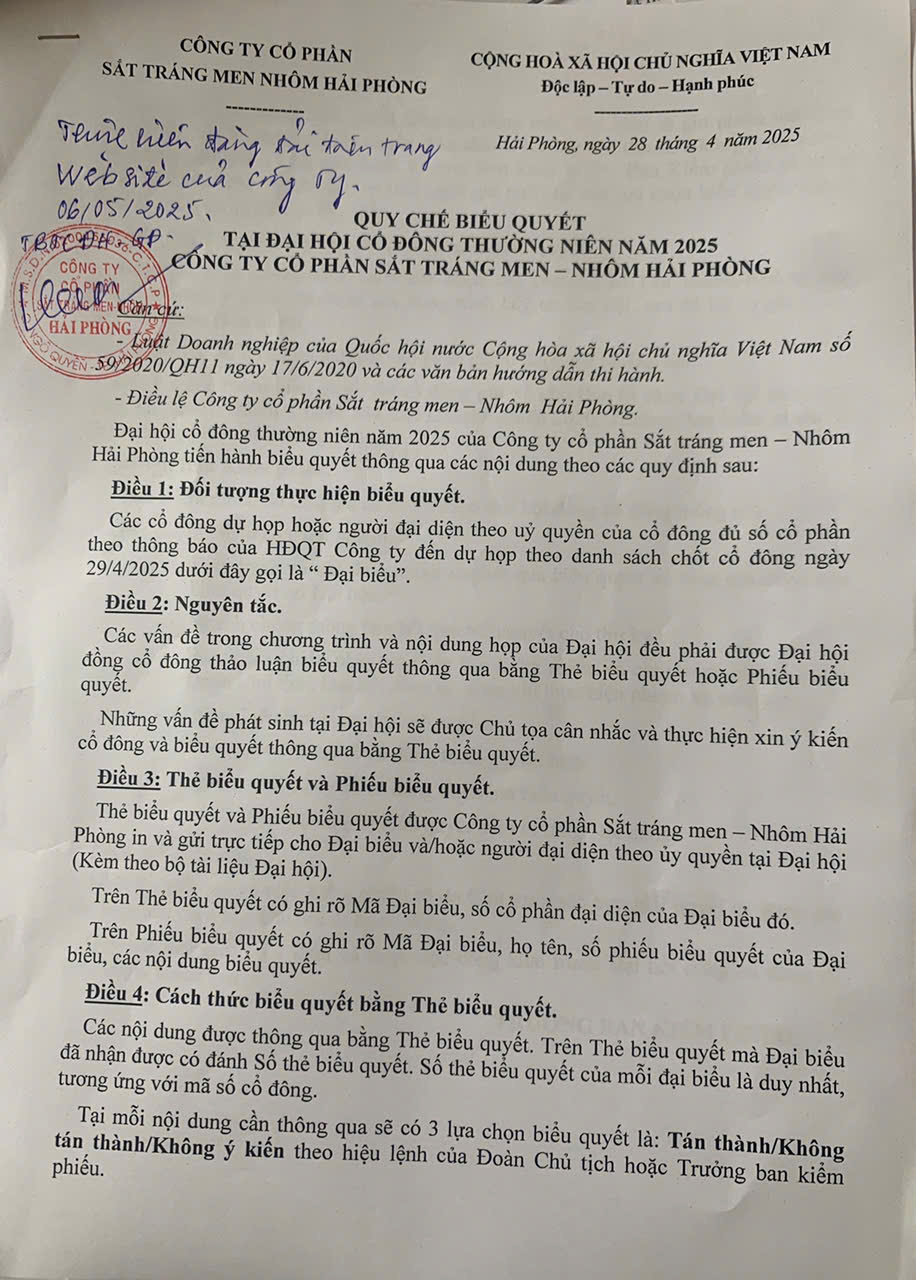 CÔNG TY CỔ PHẦN
SẮT TRÁNG MEN NHÔM HẢI PHÒNG
CỘNG HOÀ XÃ HỘI CHỦ NGHĨA VIỆT NAM
Độc lập – Tự do – Hạnh phúc
Hải Phòng, ngày 28 tháng 4 năm 2025
trang
Website của công ty.
06/05/2025.
QUY CHẾ BIỂU QUYẾT
TẠI ĐẠI HỘI CỔ ĐÔNG THƯỜNG NIÊN NĂM 2025
CÔNG TY CỔ PHẦN SẮT TRÁNG MEN – NHÔM HẢI PHÒNG
CÔNG TY
CỔ PHẦN
SẮT TRÁNG MEN-NHÔM
HẢI PHÒNG
NGÔ QUYỀN
Căn cứ:
- Luật Doanh nghiệp của Quốc hội nước Cộng hòa xã hội chủ nghĩa Việt Nam số
59/2020/QH11 ngày 17/6/2020 và các văn bản hướng dẫn thi hành.
- Điều lệ Công ty cổ phần Sắt tráng men – Nhôm Hải Phòng.
Đại hội cổ đông thường niên năm 2025 của Công ty cổ phần Sắt tráng men – Nhôm
Hải Phòng tiến hành biểu quyết thông qua các nội dung theo các quy định sau:
Điều 1: Đối tượng thực hiện biểu quyết.
Các cổ đông dự họp hoặc người đại diện theo uỷ quyền của cổ đông đủ số cổ phần
theo thông báo của HĐQT Công ty đến dự họp theo danh sách chốt cổ đông ngày
29/4/2025 dưới đây gọi là “ Đại biểu”.
Điều 2: Nguyên tắc.
Các vấn đề trong chương trình và nội dung họp của Đại hội đều phải được Đại hội
đồng cổ đông thảo luận biểu quyết thông qua bằng Thẻ biểu quyết hoặc Phiếu biểu
quyết.
Những vấn đề phát sinh tại Đại hội sẽ được Chủ tọa cân nhắc và thực hiện xin ý kiến
cổ đông và biểu quyết thông qua bằng Thẻ biểu quyết.
Điều 3: Thẻ biểu quyết và Phiếu biểu quyết.
Thẻ biểu quyết và Phiếu biểu quyết được Công ty cổ phần Sắt tráng men – Nhôm Hải
Phòng in và gửi trực tiếp cho Đại biểu và/hoặc người đại diện theo ủy quyền tại Đại hội
(Kèm theo bộ tài liệu Đại hội).
Trên Thẻ biểu quyết có ghi rõ Mã Đại biểu, số cổ phần đại diện của Đại biểu đó.
Trên Phiếu biểu quyết có ghi rõ Mã Đại biểu, họ tên, số phiếu biểu quyết của Đại
biểu, các nội dung biểu quyết.
Điều 4: Cách thức biểu quyết bằng Thẻ biểu quyết.
Các nội dung được thông qua bằng Thẻ biểu quyết. Trên Thẻ biểu quyết mà Đại biểu
đã nhận được có đánh Số thẻ biểu quyết. Số thẻ biểu quyết của mỗi đại biểu là duy nhất,
tương ứng với mã số cổ đông.
Tại mỗi nội dung cần thông qua sẽ có 3 lựa chọn biểu quyết là: Tán thành/Không
tán thành/Không ý kiến theo hiệu lệnh của Đoàn Chủ tịch hoặc Trưởng ban kiểm
phiếu.